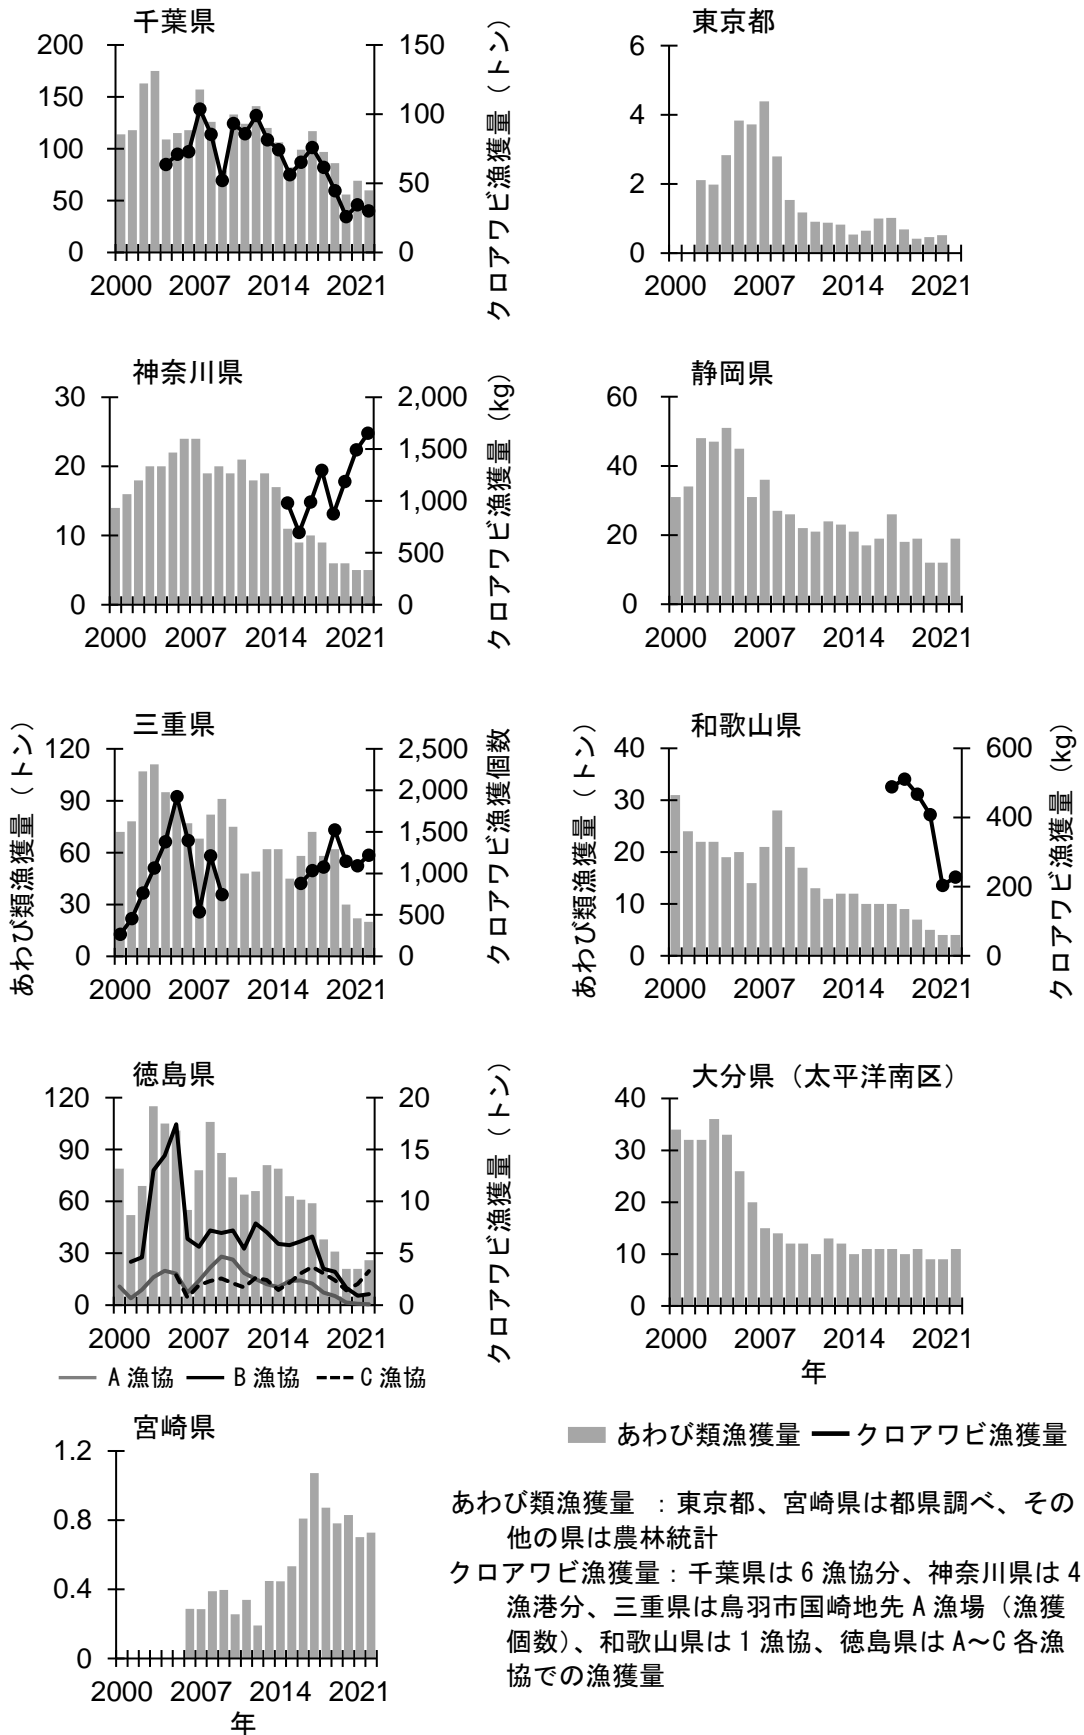 千葉県
200
150
100
50
0
150
100
50
0
2000 2007 2014 2021
クロアワビ漁獲量（トン）
東京都
6
4
2
0
2000 2007 2014 2021
神奈川県
30
20
10
0
2,000
1,500
1,000
500
0
2000 2007 2014 2021
クロアワビ漁獲量（kg）
静岡県
60
40
20
0
2000 2007 2014 2021
三重県
あわび類漁獲量（トン）
120
90
60
30
0
2,500
2,000
1,500
1,000
500
0
2000 2007 2014 2021
クロアワビ漁獲個数
和歌山県
あわび類漁獲量（トン）
40
30
20
10
0
600
400
200
0
2000 2007 2014 2021
クロアワビ漁獲量（kg）
徳島県
120
90
60
30
0
20
15
10
5
0
2000 2007 2014 2021
クロアワビ漁獲量（トン）
A 漁協 B 漁協 C 漁協
大分県（太平洋南区）
40
30
20
10
0
2000 2007 2014 2021
年
宮崎県
1.2
0.8
0.4
0
2000 2007 2014 2021
年
あわび類漁獲量 クロアワビ漁獲量
あわび類漁獲量 ：東京都、宮崎県は都県調べ、その
他の県は農林統計
クロアワビ漁獲量：千葉県は 6 漁協分、神奈川県は 4
漁港分、三重県は鳥羽市国崎地先 A 漁場（漁獲
個数）、和歌山県は 1 漁協、徳島県は A～C 各漁
協での漁獲量